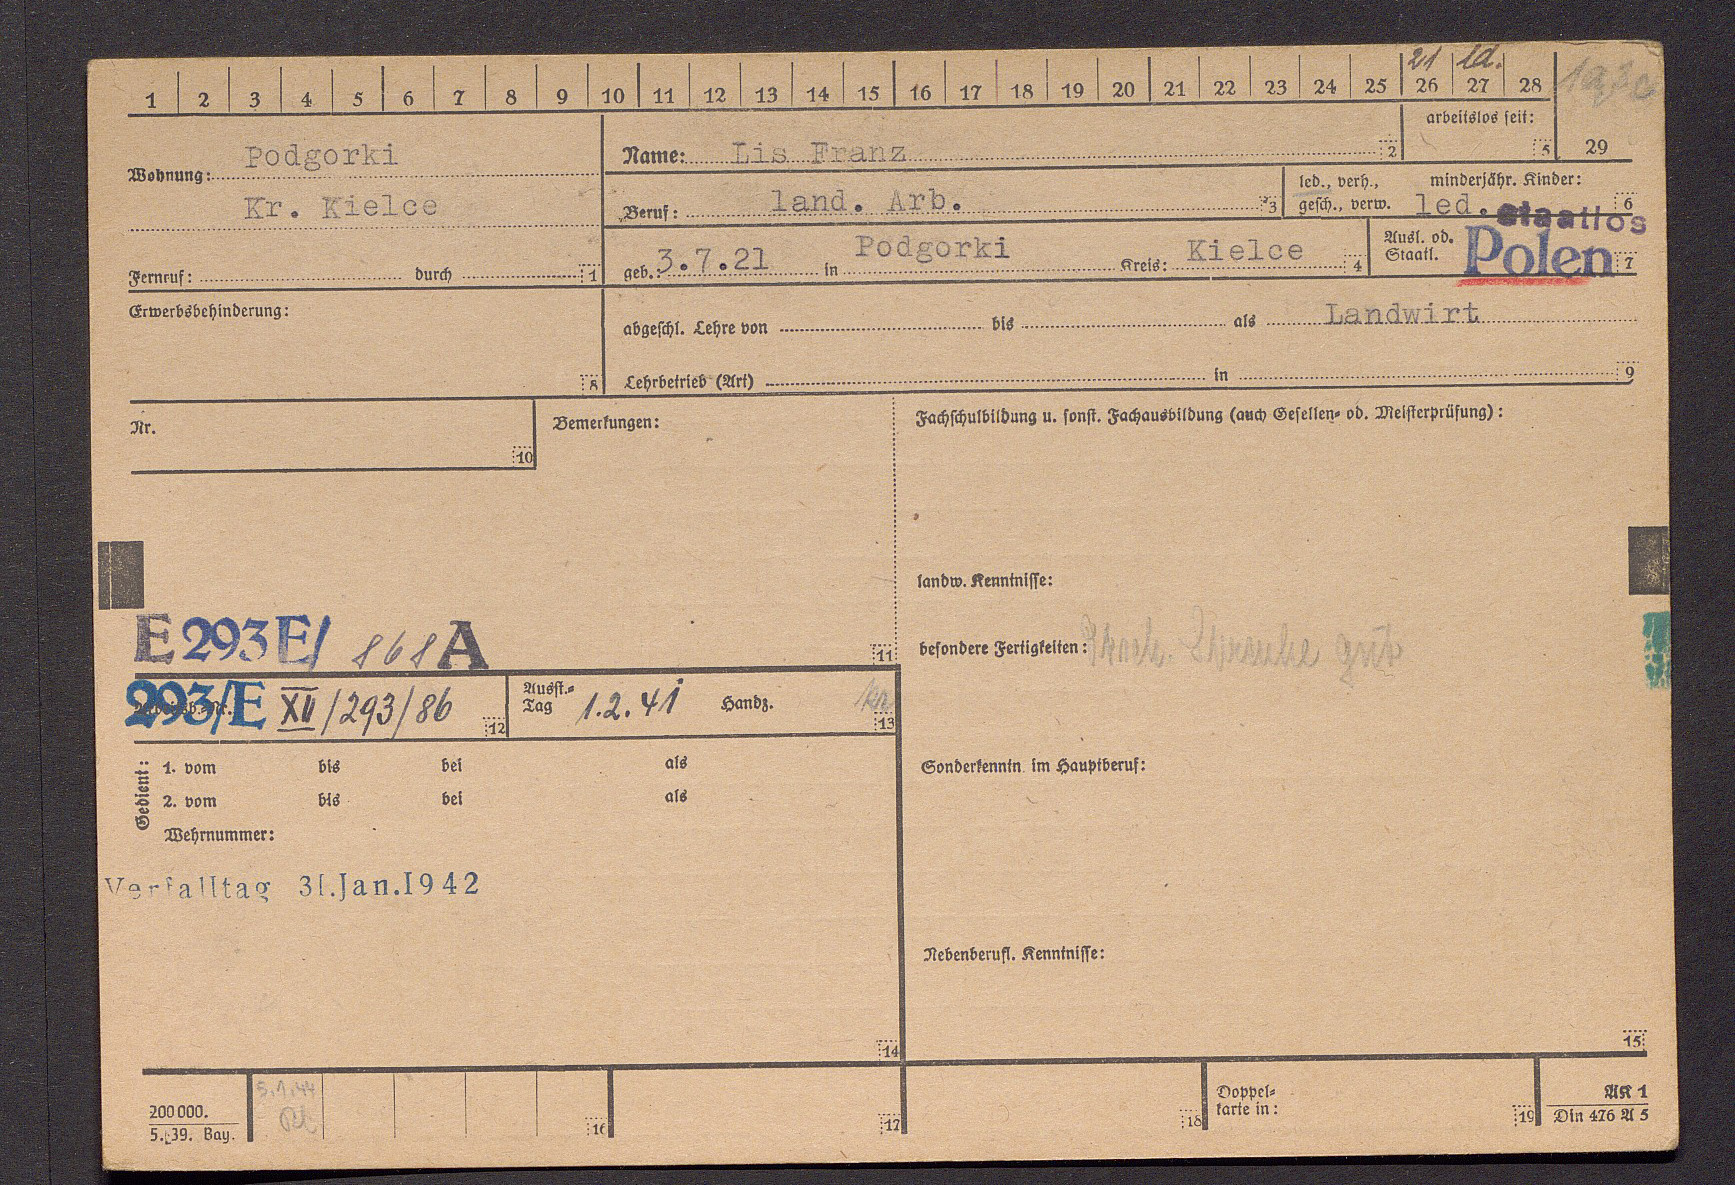 21 ld.
1 2 3 4 5 6 7 8 9 10 11 12 13 14 15 16 17 18 19 20 21 22 23 24 25 26 27 28
arbeitslos seit:
5
29
Wohnung: Podgorki
Kr. Kielce
Fernruf: durch 1
Name: Lis Franz 2
Beruf: land. Arb. 3
led., verh., gesch., verw. led.
minderjähr. Kinder: 6
geb.: 3.7.21 in Podgorki Kreis: Kielce 4
Ausl. od. Staatl. Staatlos Polen 7
Erwerbsbehinderung:
8
abgeschl. Lehre von bis als Landwirt
Lehrbetrieb (Art) in 9
Nr.
10
Bemerkungen:
E 293 E/ 868 A
11
Fachschulbildung u. sonst. Fachausbildung (auch Gesellen- od. Meisterprüfung):
landw. Kenntnisse:
besondere Fertigkeiten: gut
Sonderkenntn. im Hauptberuf:
Nebenberufl. Kenntnisse:
15
293/E XII/293/86 12
Ausst.-Tag 1.2.41 Handz. 13
Gedient:
1. vom bis bei als
2. vom bis bei als
Wehrnummer:
Verfalltag 31.Jan.1942
14
200 000.
5. 39. Bay.
5.1.44
16
17
18
Doppel-
karte in: 19
AK 1
Din 476 A 5